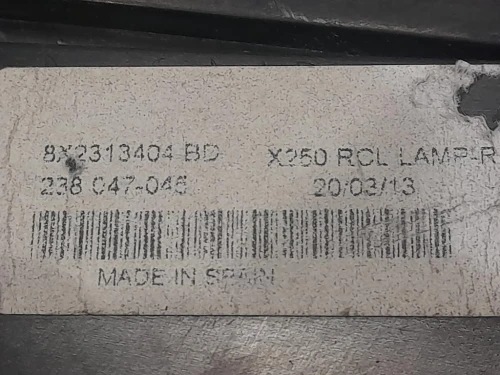 8X2313404 BD X250 RCL LAMP-R
238 047-046 20/03/13
MADE IN SPAIN